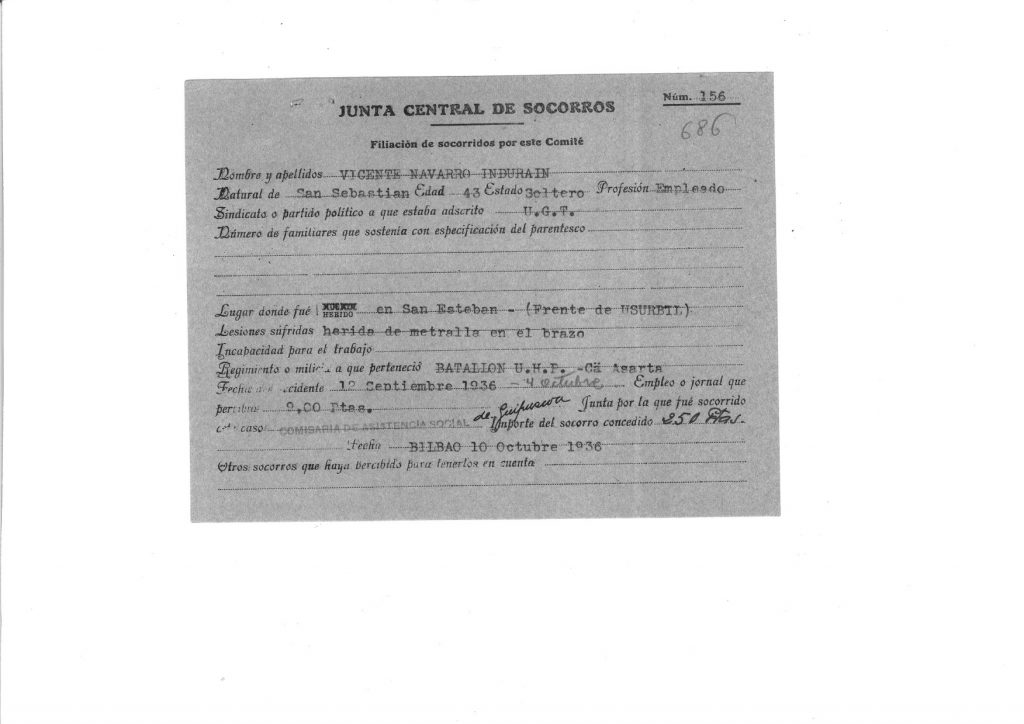 Núm. 156
JUNTA CENTRAL DE SOCORROS
686
Filiación de socorridos por este Comité
Nombre y apellidos VICENTE NAVARRO INDURAIN
Natural de San Sebastian Edad 43 Estado Soltero Profesión Empleado
Sindicato o partido político a que estaba adscrito U.G.T.
Número de familiares que sostenía con especificación del parentesco
Lugar donde fué HERIDO en San Esteban - (Frente de USURBIL)
Lesiones súfridas herida de metralla en el brazo
Incapacidad para el trabajo
Regimiento o milicia a que perteneció BATALLON U.H.P. -Cª Asarta
Fecha del accidente 12 Septiembre 1936 - 4 octubre Empleo o jornal que
percibía 9,00 Ptas. de Guipuscoa Junta por la que fué socorrido
caso COMISARIA DE ASISTENCIA SOCIAL Importe del socorro concedido 250 Ptas.
Fecha BILBAO 10 Octubre 1936
Otros socorros que haya percibido para tenerlos en cuenta